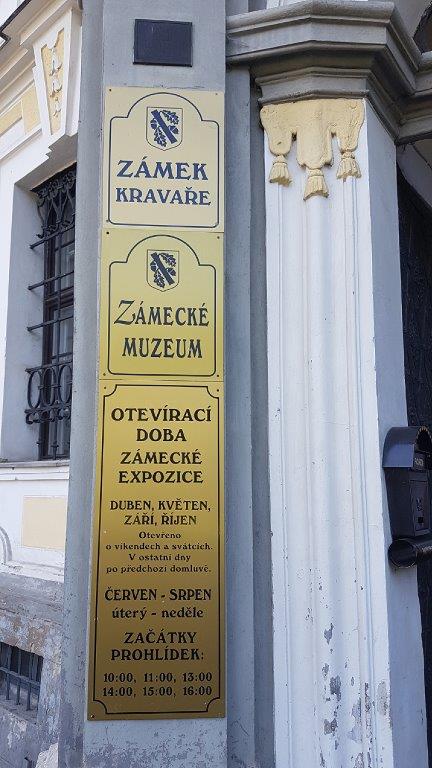 ZÁMEK
KRAVAŘE
ZÁMECKÉ
MUZEUM
OTEVÍRACÍ
DOBA
ZÁMECKÉ
EXPOZICE
DUBEN, KVĚTEN,
ZÁŘÍ, ŘÍJEN
Otevřeno
o víkendech a svátcích.
V ostatní dny
po předchozí domluvě.
ČERVEN - SRPEN
úterý - neděle
ZAČÁTKY
PROHLÍDEK:
10:00, 11:00, 13:00
14:00, 15:00, 16:00